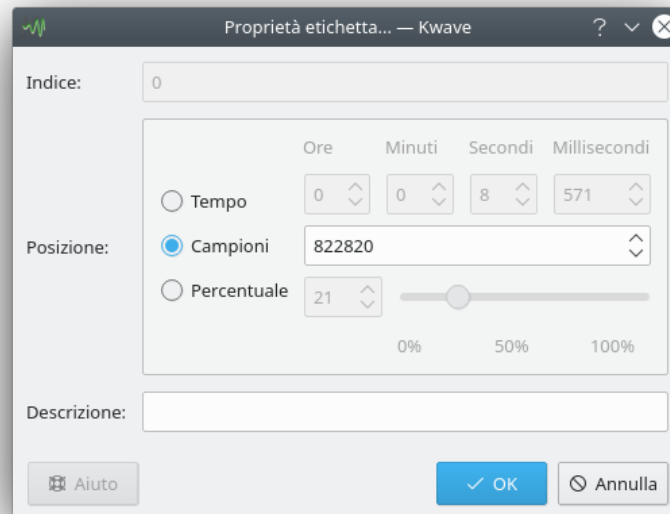 Proprietà etichetta... — Kwave
Indice: 0
Ore Minuti Secondi Millisecondi
Tempo 0 0 8 571
Posizione: Campioni 822820
Percentuale 21
0% 50% 100%
Descrizione:
Aiuto OK Annulla